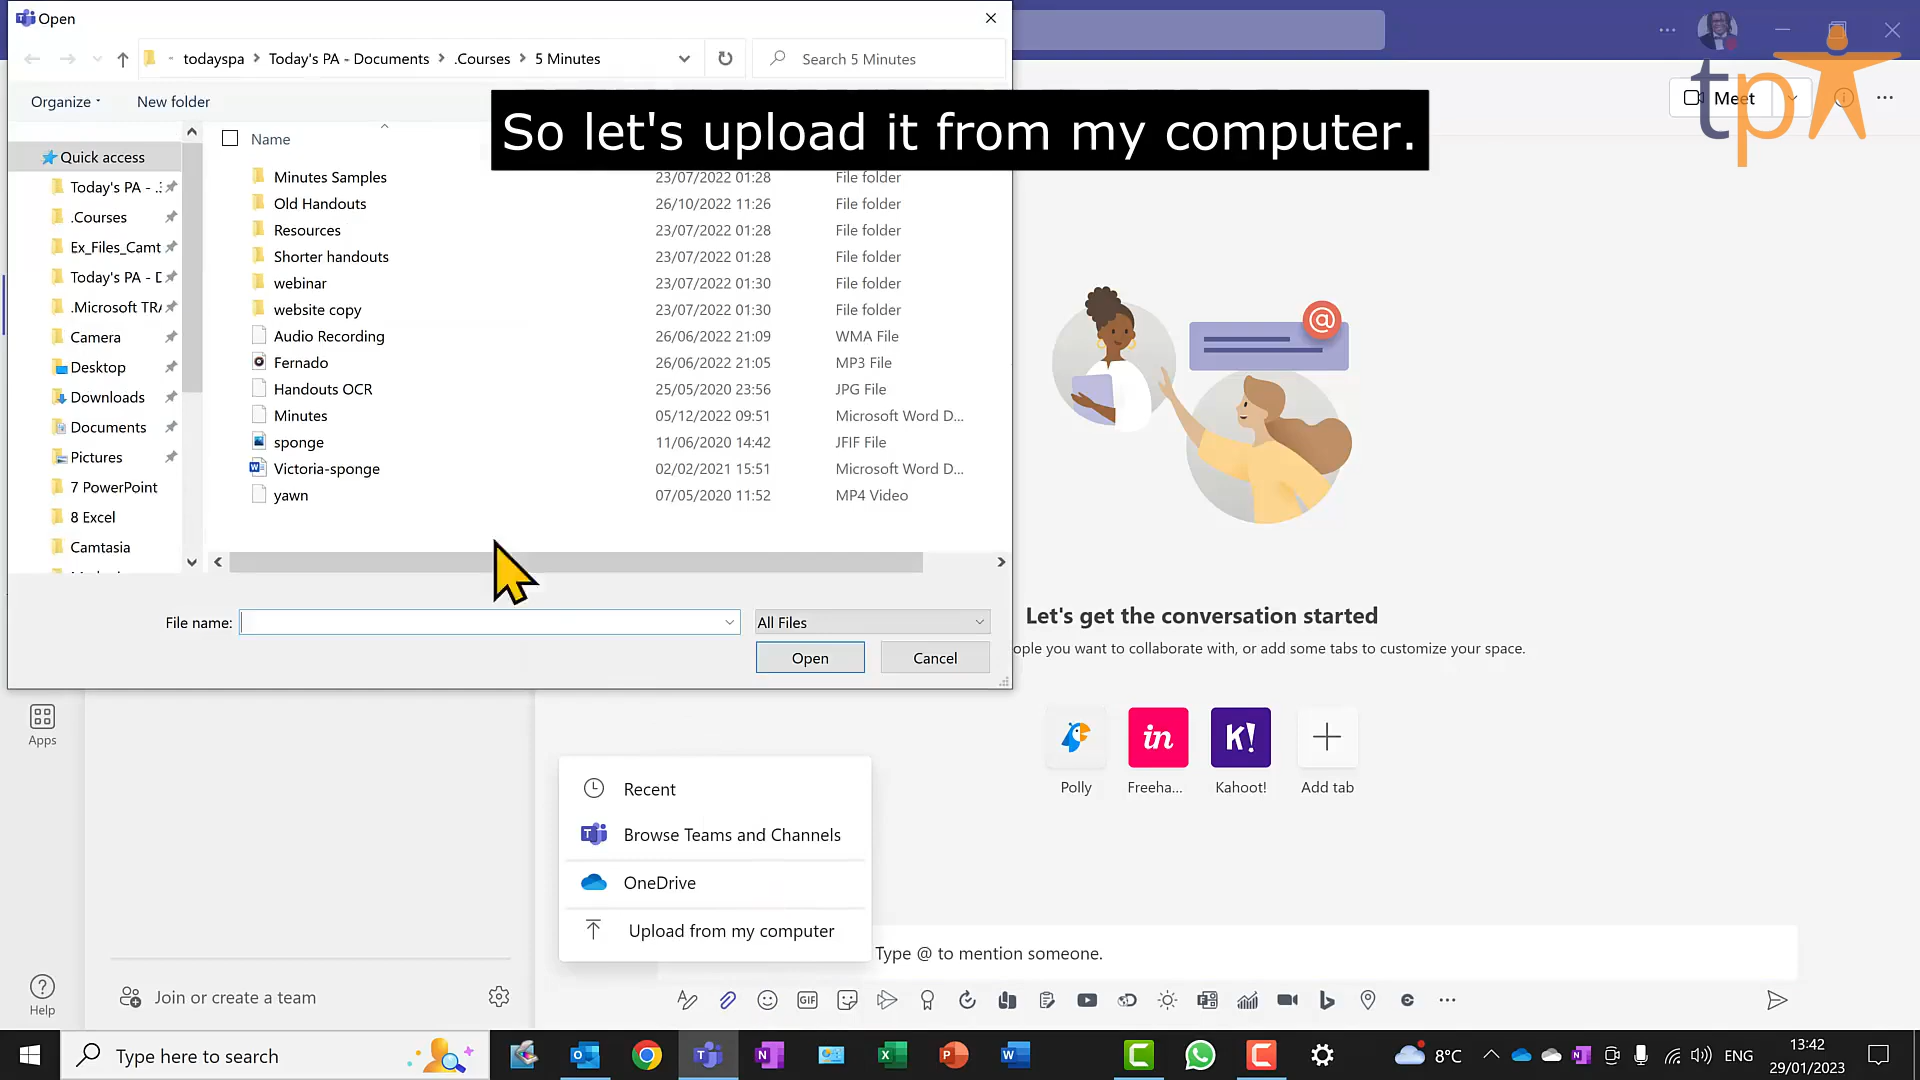 Open
todayspa > Today's PA - Documents > .Courses > 5 Minutes
Search 5 Minutes
Organize
New folder
So let's upload it from my computer.
Name
Quick access
Today's PA - .:
.Courses
Ex_Files_Camt
Today's PA - D
.Microsoft TRA
Camera
Desktop
Downloads
Documents
Pictures
7 PowerPoint
8 Excel
Camtasia
Minutes Samples 23/07/2022 01:28 File folder
Old Handouts 26/10/2022 11:26 File folder
Resources 23/07/2022 01:28 File folder
Shorter handouts 23/07/2022 01:28 File folder
webinar 23/07/2022 01:30 File folder
website copy 23/07/2022 01:30 File folder
Audio Recording 26/06/2022 21:09 WMA File
Fernado 26/06/2022 21:05 MP3 File
Handouts OCR 25/05/2020 23:56 JPG File
Minutes 05/12/2022 09:51 Microsoft Word D...
sponge 11/06/2020 14:42 JFIF File
Victoria-sponge 02/02/2021 15:51 Microsoft Word D...
yawn 07/05/2020 11:52 MP4 Video
File name:
All Files
Open
Cancel
Meet
tp
@
Let's get the conversation started
ople you want to collaborate with, or add some tabs to customize your space.
in
K!
Polly
Freeha...
Kahoot!
Add tab
Apps
Recent
Browse Teams and Channels
OneDrive
Upload from my computer
Type @ to mention someone.
GIF
Join or create a team
Help
Type here to search
8°C
ENG
13:42
29/01/2023